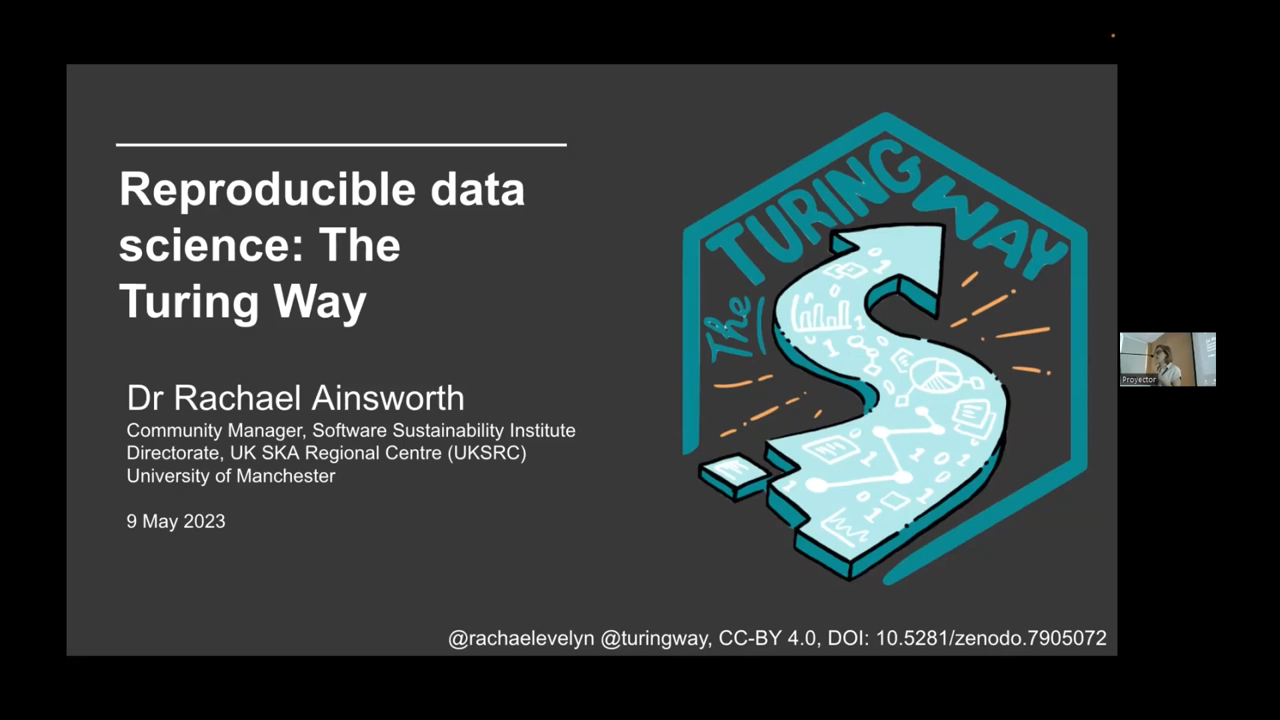 Reproducible data
science: The
Turing Way
Dr Rachael Ainsworth
Community Manager, Software Sustainability Institute
Directorate, UK SKA Regional Centre (UKSRC)
University of Manchester
9 May 2023
The TURING WAY
@rachaelevelyn @turingway, CC-BY 4.0, DOI: 10.5281/zenodo.7905072
Proyector